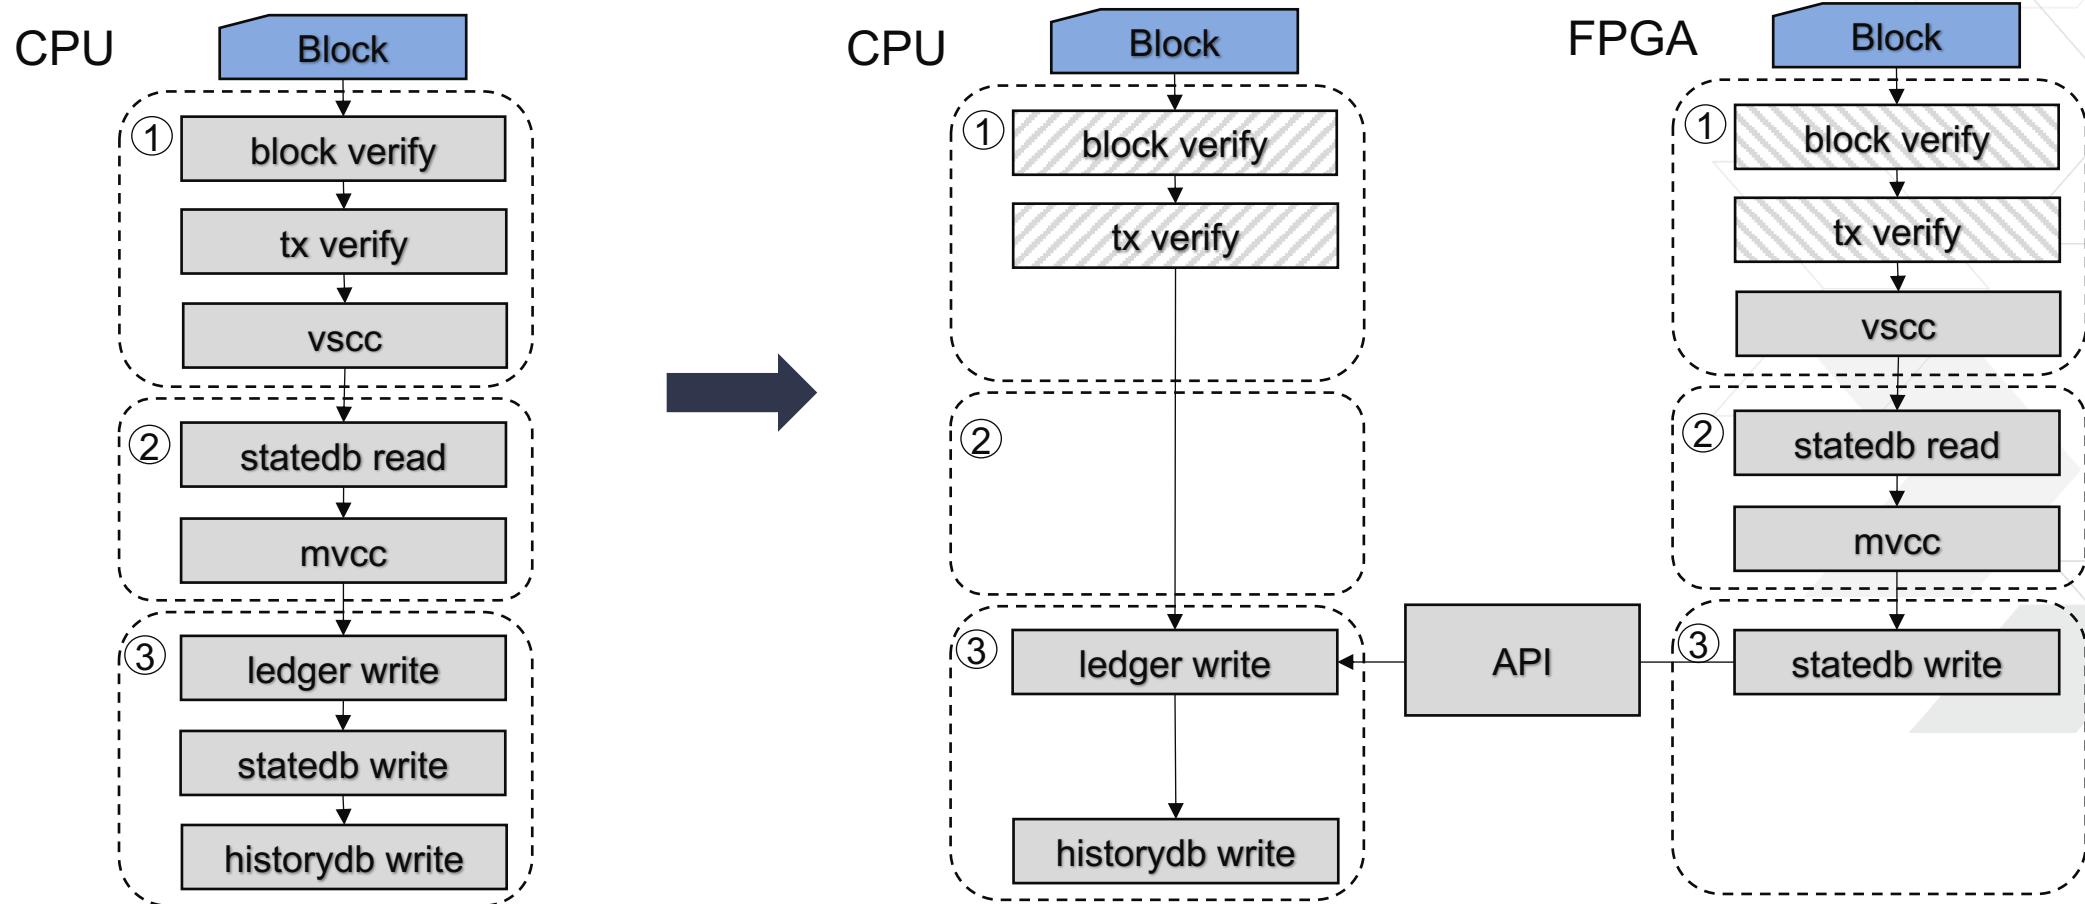 CPU
Block
①
block verify
tx verify
vscc
②
statedb read
mvcc
③
ledger write
statedb write
historydb write
CPU
Block
①
block verify
tx verify
②
③
ledger write
historydb write
API
FPGA
Block
①
block verify
tx verify
vscc
②
statedb read
mvcc
③
statedb write